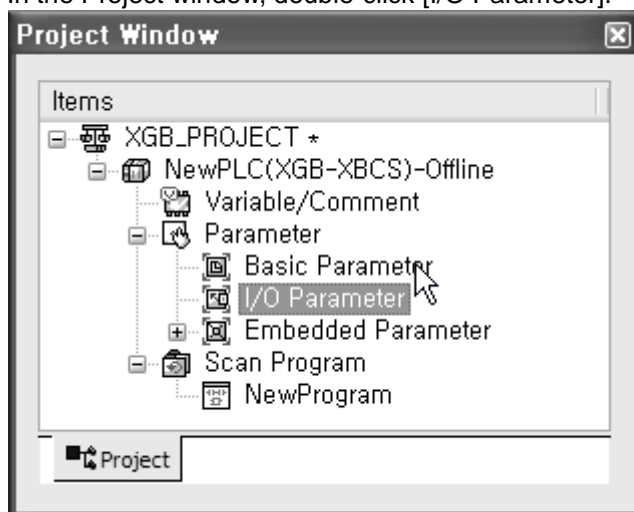 In the Project window, double-click [I/O Parameter].
Project Window
Items
XGB_PROJECT *
NewPLC(XGB-XBCS)-Offline
Variable/Comment
Parameter
Basic Parameter
I/O Parameter
Embedded Parameter
Scan Program
NewProgram
Project